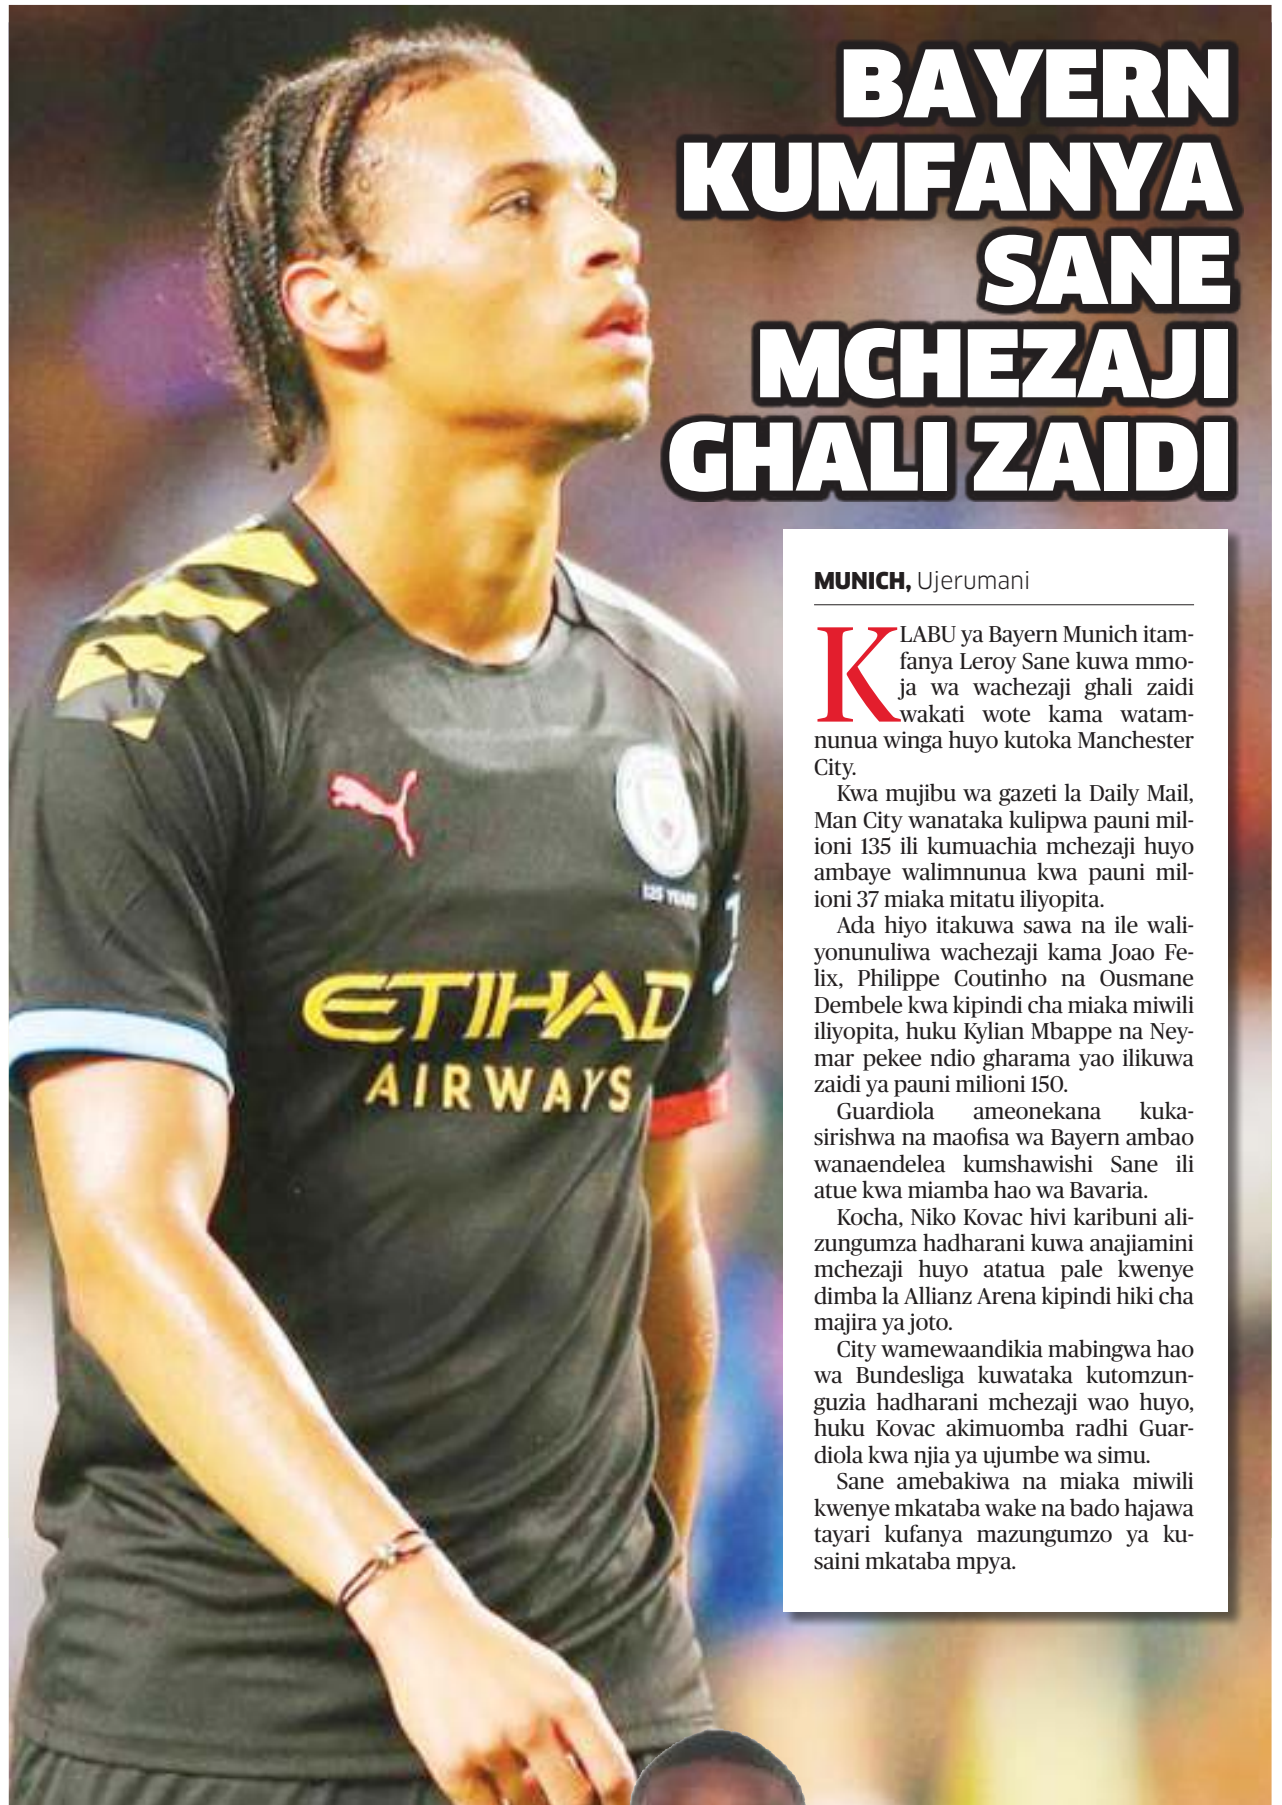 BAYERN
KUMFANYA
SANE
MCHEZAJI
GHALI ZAIDI
MUNICH, Ujerumani
KLABU ya Bayern Munich itam-
fanya Leroy Sane kuwa mmo-
ja wa wachezaji ghali zaidi
wakati wote kama watam-
nunua winga huyo kutoka Manchester
City.
Kwa mujibu wa gazeti la Daily Mail,
Man City wanataka kulipwa pauni mil-
ioni 135 ili kumuachia mchezaji huyo
ambaye walimnunua kwa pauni mil-
ioni 37 miaka mitatu iliyopita.
Ada hiyo itakuwa sawa na ile wali-
yonunuliwa wachezaji kama Joao Fe-
lix, Philippe Coutinho na Ousmane
Dembele kwa kipindi cha miaka miwili
iliyopita, huku Kylian Mbappe na Ney-
mar pekee ndio gharama yao ilikuwa
zaidi ya pauni milioni 150.
Guardiola ameonekana kuka-
sirishwa na maofisa wa Bayern ambao
wanaendelea kumshawishi Sane ili
atue kwa miamba hao wa Bavaria.
Kocha, Niko Kovac hivi karibuni ali-
zungumza hadharani kuwa anajiamini
mchezaji huyo atatua pale kwenye
dimba la Allianz Arena kipindi hiki cha
majira ya joto.
City wamewaandikia mabingwa hao
wa Bundesliga kuwataka kutomzun-
guzia hadharani mchezaji wao huyo,
huku Kovac akimuomba radhi Guar-
diola kwa njia ya ujumbe wa simu.
Sane amebakiwa na miaka miwili
kwenye mkataba wake na bado hajawa
tayari kufanya mazungumzo ya ku-
saini mkataba mpya.
125 YEARS
ETIHAD
AIRWAYS